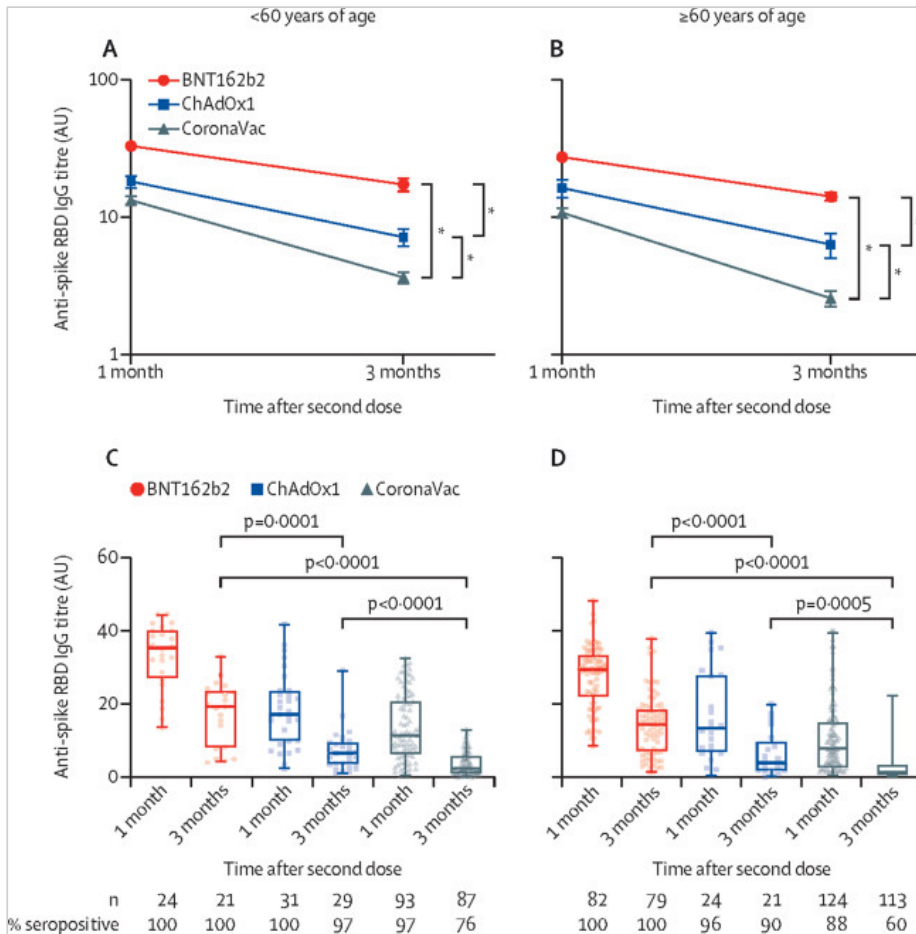 <60 years of age
≥60 years of age
A
BNT162b2
ChAdOx1
CoronaVac
Anti-spike RBD IgG titre (AU)
100
10
1
*
*
*
1 month
3 months
Time after second dose
B
*
*
1 month
3 months
Time after second dose
C
BNT162b2
ChAdOx1
CoronaVac
p=0·0001
p<0·0001
p<0·0001
Anti-spike RBD IgG titre (AU)
60
40
20
0
1 month
3 months
1 month
3 months
1 month
3 months
Time after second dose
D
p<0·0001
p<0·0001
p=0·0005
1 month
3 months
1 month
3 months
1 month
3 months
Time after second dose
n 24 21 31 29 93 87 82 79 24 21 124 113
% seropositive 100 100 100 97 97 76 100 100 96 90 88 60